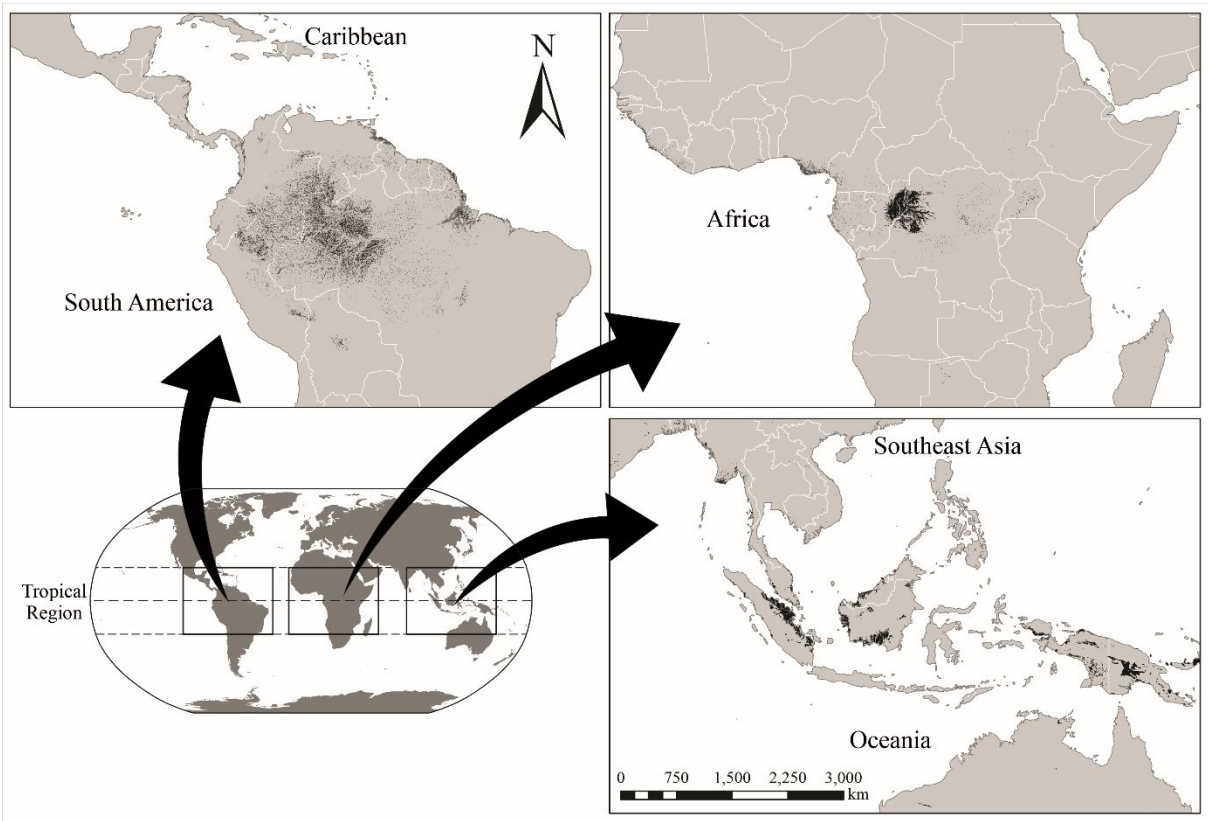 Caribbean
N
South America
Africa
Southeast Asia
Tropical
Region
Oceania
0 750 1,500 2,250 3,000
km